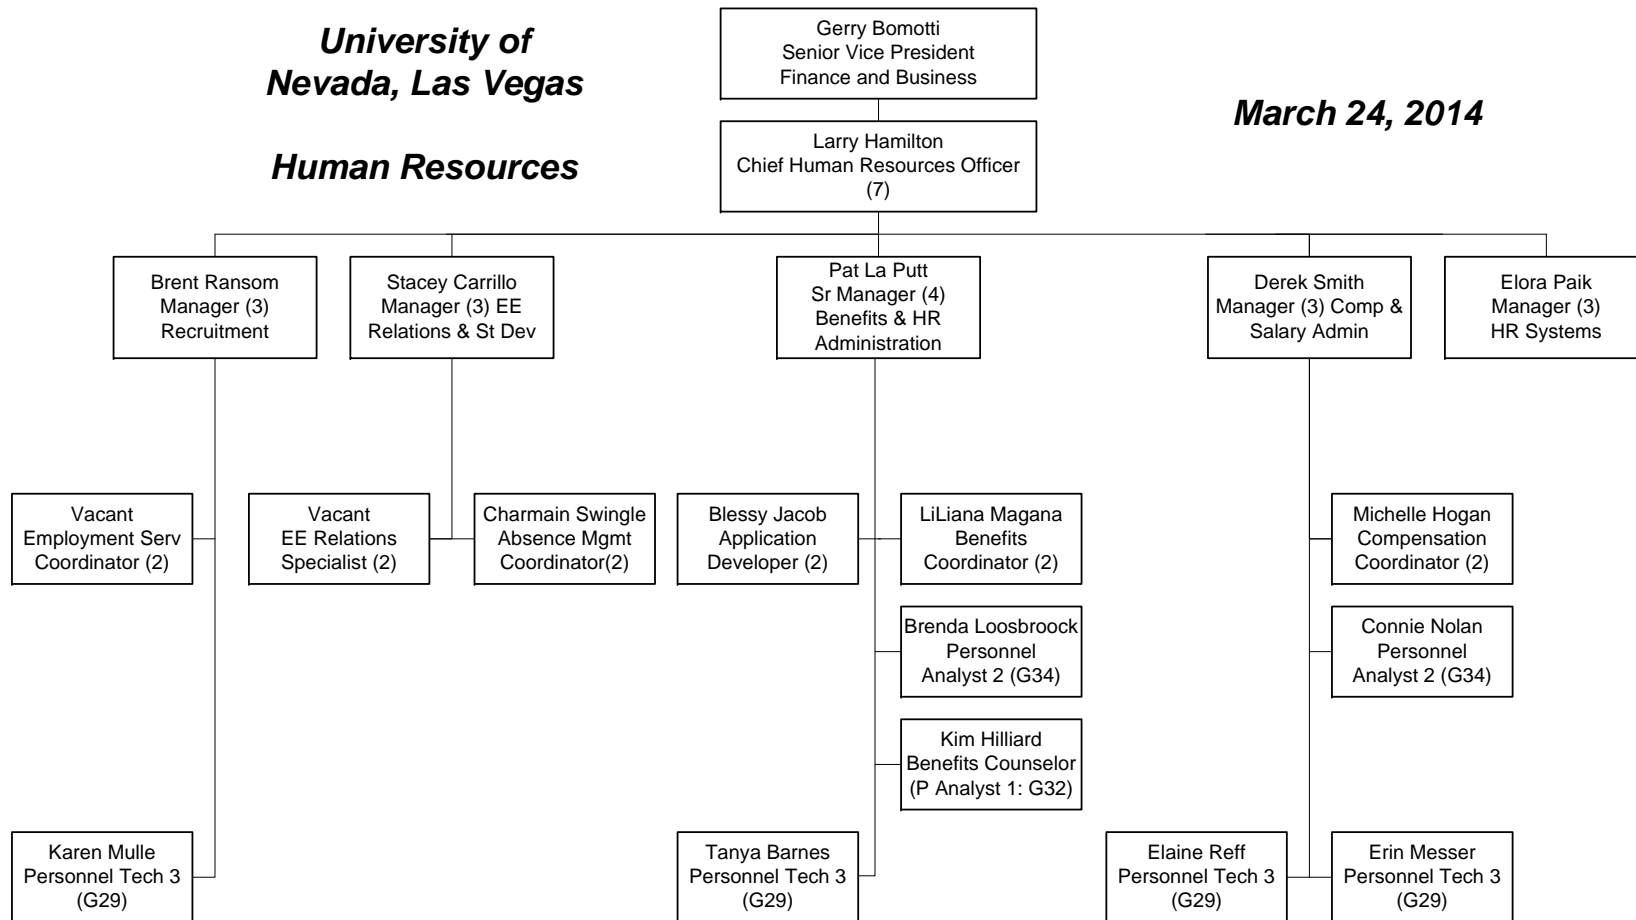 University of
Nevada, Las Vegas
Human Resources
March 24, 2014
Gerry Bomotti
Senior Vice President
Finance and Business
Larry Hamilton
Chief Human Resources Officer
(7)
Brent Ransom
Manager (3)
Recruitment
Stacey Carrillo
Manager (3) EE
Relations & St Dev
Pat La Putt
Sr Manager (4)
Benefits & HR
Administration
Derek Smith
Manager (3) Comp &
Salary Admin
Elora Paik
Manager (3)
HR Systems
Vacant
Employment Serv
Coordinator (2)
Vacant
EE Relations
Specialist (2)
Charmain Swingle
Absence Mgmt
Coordinator(2)
Blessy Jacob
Application
Developer (2)
LiLiana Magana
Benefits
Coordinator (2)
Michelle Hogan
Compensation
Coordinator (2)
Brenda Loosbroock
Personnel
Analyst 2 (G34)
Connie Nolan
Personnel
Analyst 2 (G34)
Kim Hilliard
Benefits Counselor
(P Analyst 1: G32)
Karen Mulle
Personnel Tech 3
(G29)
Tanya Barnes
Personnel Tech 3
(G29)
Elaine Reff
Personnel Tech 3
(G29)
Erin Messer
Personnel Tech 3
(G29)